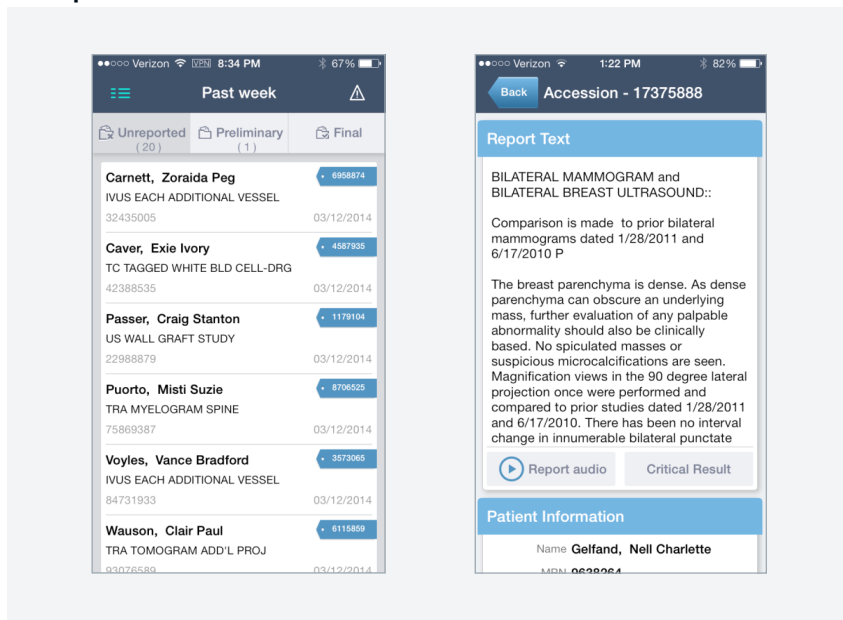 Verizon VPN 8:34 PM 67%
Past week
Unreported Preliminary Final
(20) (1)
Carnett, Zoraida Peg 6958874
IVUS EACH ADDITIONAL VESSEL
32435005 03/12/2014
Caver, Exie Ivory 4587935
TC TAGGED WHITE BLD CELL-DRG
42388535 03/12/2014
Passer, Craig Stanton 1179104
US WALL GRAFT STUDY
22988879 03/12/2014
Puorto, Misti Suzie 8706525
TRA MYELOGRAM SPINE
75869387 03/12/2014
Voyles, Vance Bradford 3573065
IVUS EACH ADDITIONAL VESSEL
84731933 03/12/2014
Wauson, Clair Paul 6115859
TRA TOMOGRAM ADD'L PROJ
93076589 03/12/2014
Verizon 1:22 PM 82%
Back Accession - 17375888
Report Text
BILATERAL MAMMOGRAM and
BILATERAL BREAST ULTRASOUND::
Comparison is made to prior bilateral
mammograms dated 1/28/2011 and
6/17/2010 P
The breast parenchyma is dense. As dense
parenchyma can obscure an underlying
mass, further evaluation of any palpable
abnormality should also be clinically
based. No spiculated masses or
suspicious microcalcifications are seen.
Magnification views in the 90 degree lateral
projection once were performed and
compared to prior studies dated 1/28/2011
and 6/17/2010. There has been no interval
change in innumerable bilateral punctate
Report audio Critical Result
Patient Information
Name Gelfand, Nell Charlette
MRN 9638264